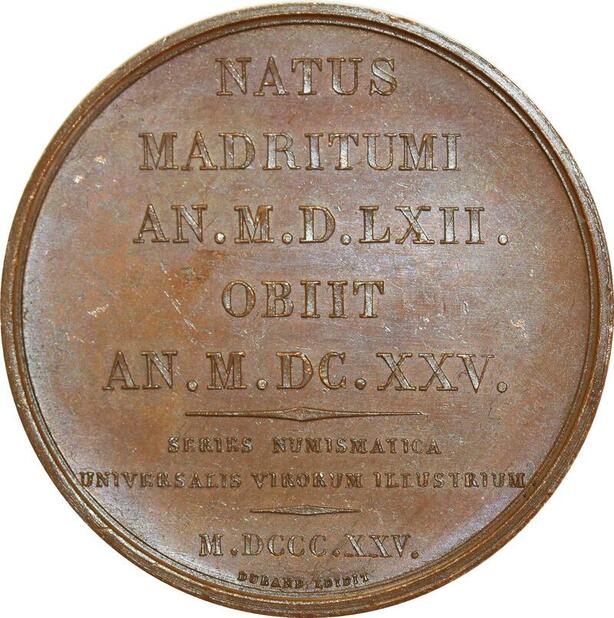 NATUS
MADRITUMI
AN.M.D.LXII.
OBIIT
AN.M.DC.XXV.
SERIES NUMISMATICA
UNIVERSALIS VIRORUM ILLUSTRIUM.
M.DCCC.XXV.
DURAND EDIDIT